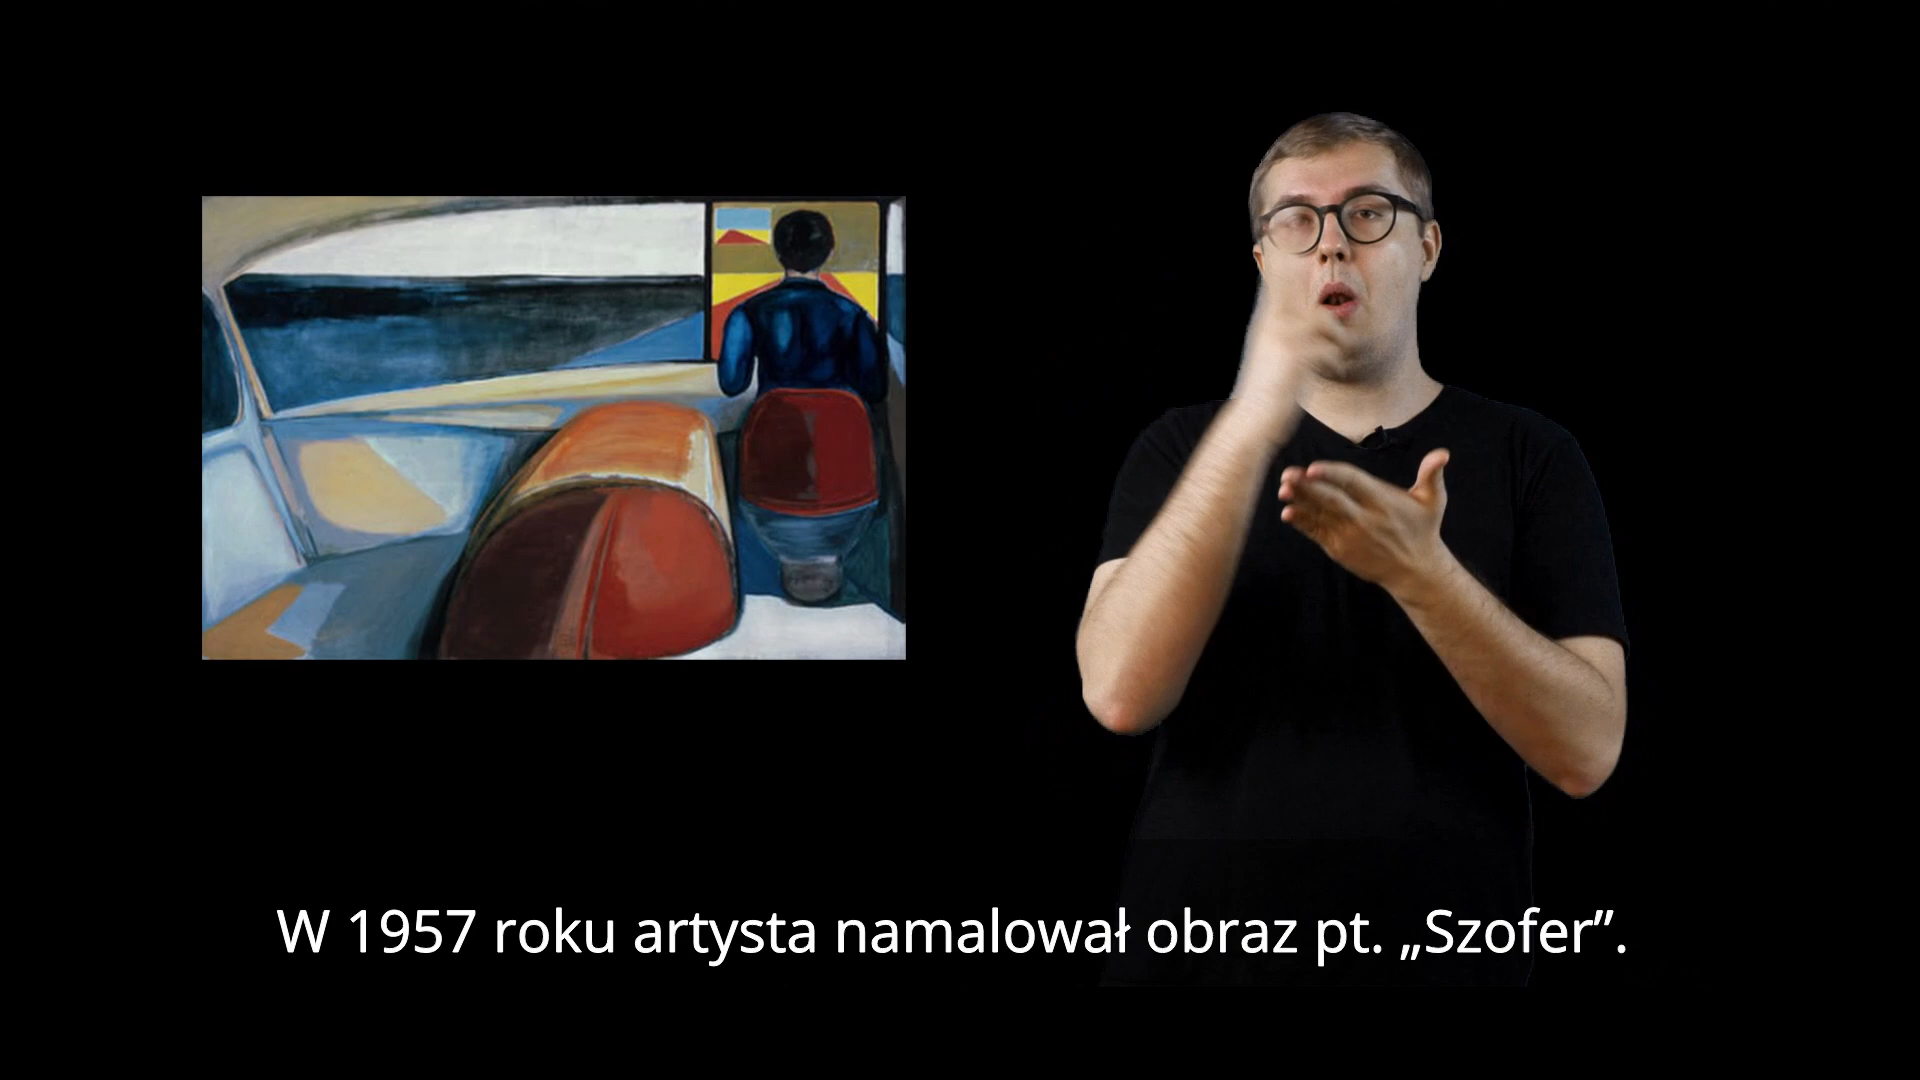 W 1957 roku artysta namalował obraz pt. „Szofer”.